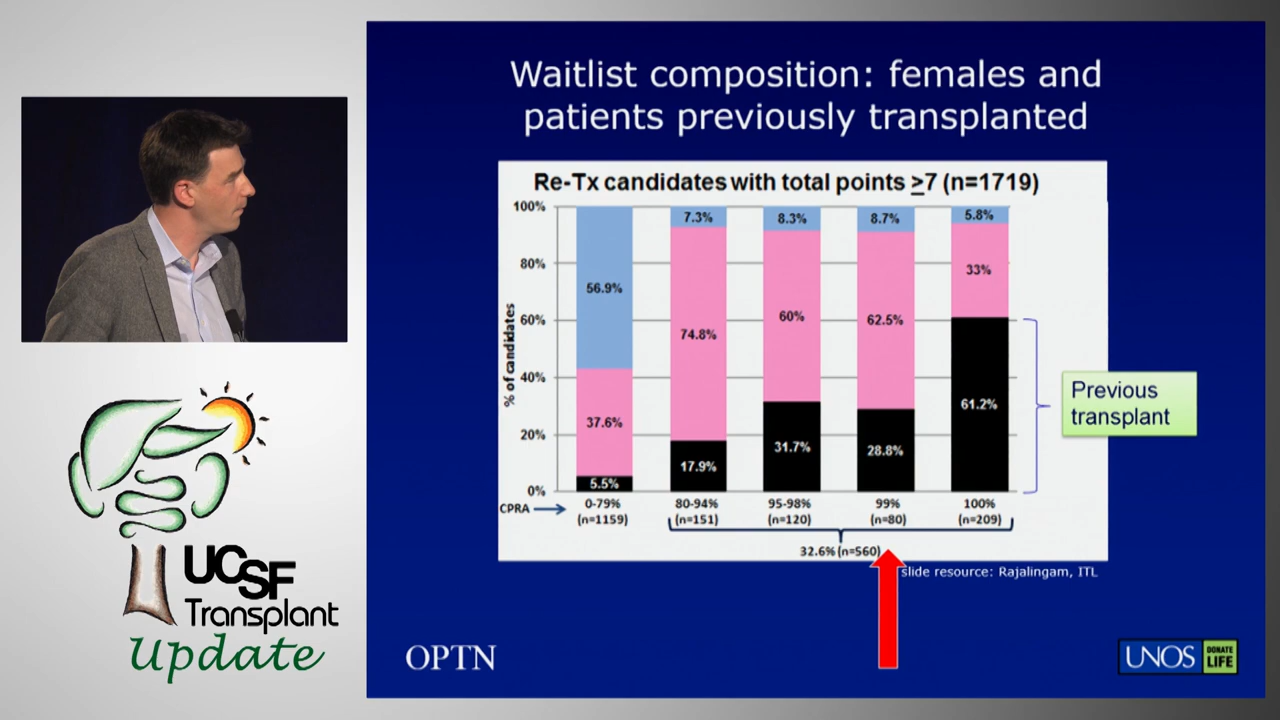 Waitlist composition: females and
patients previously transplanted
Re-Tx candidates with total points ≥7 (n=1719)
% of candidates
100%
80%
60%
40%
20%
0%
56.9%
37.6%
5.5%
7.3%
74.8%
17.9%
8.3%
60%
31.7%
8.7%
62.5%
28.8%
5.8%
33%
61.2%
Previous
transplant
CPRA
0-79% 80-94% 95-98% 99% 100%
(n=1159) (n=151) (n=120) (n=80) (n=209)
32.6% (n=560)
slide resource: Rajalingam, ITL
OPTN
UNOS
DONATE
LIFE
UCSF
Transplant
Update